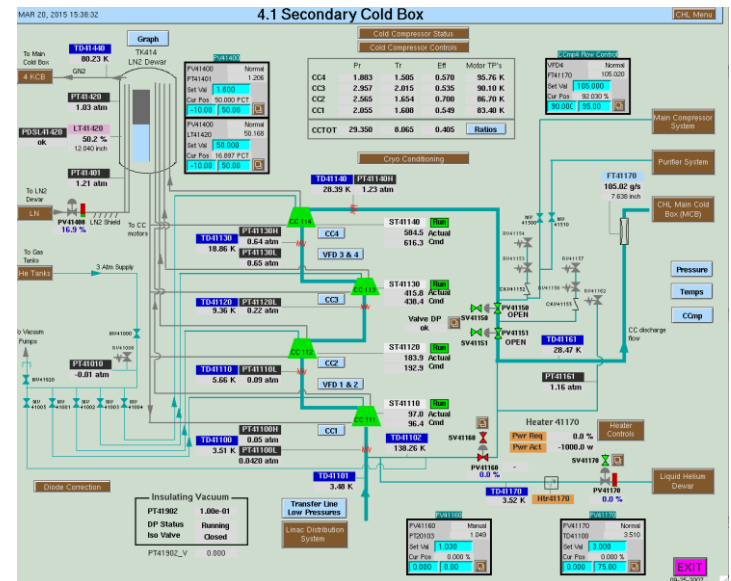 MAR 20, 2015 15:38:32
4.1 Secondary Cold Box
CHL Menu
Graph
TK414
LN2 Dewar
To Main
Cold Box
TD41440
80.23 K
GN2
4 KCB
PT41420
1.03 atm
PDSL41420
ok
LT41420
50.2 %
12.040 inch
PT41401
1.21 atm
To LN2
Dewar
LN
PV41400
16.9 %
LN2 Shield
To CC
motors
PV41400
PV41400 Normal
PT41401 1.206
Set Val 1.600
Cur Pos 50.000 PCT
-10.00 50.00
PV41400 Normal
LT41420 50.168
Set Val 50.000
Cur Pos 16.897 PCT
-10.00 50.00
Cold Compressor Status
Cold Compressor Controls
Pr Tr Eff Motor TP's
CC4 1.883 1.505 0.570 95.76 K
CC3 2.957 2.015 0.535 90.10 K
CC2 2.565 1.654 0.700 86.70 K
CC1 2.055 1.608 0.549 83.40 K
CCTOT 29.350 8.065 0.405 Ratios
Cryo Conditioning
CCmp4 Flow Control
VFD4 Normal
FT41170 105.020
Set Val 105.000
Cur Pos 92.030 %
90.000 95.00
Main Compressor
System
Purifier System
FT41170
105.02 g/s
7.638 inch
CHL Main Cold
Box (MCB)
TD41140 PT41140H
28.39 K 1.23 atm
CC 114
ST41140 Run
584.5 Actual
616.3 Cmd
PT41130H
0.64 atm
TD41130
18.86 K
PT41130L
0.65 atm
CC4
VFD 3 & 4
To Gas
Tanks
He Tanks
3 Atm Supply
CC 113
ST41130 Run
415.8 Actual
438.4 Cmd
TD41120 PT41120L
9.36 K 0.22 atm
CC3
Valve DP
ok
SV41150
PV41150
OPEN
SV41151
PV41151
OPEN
Pressure
Temps
CCmp
PT41010
-0.01 atm
CC 112
ST41120 Run
183.9 Actual
192.9 Cmd
TD41110 PT41110L
5.66 K 0.09 atm
CC2
VFD 1 & 2
TD41161
28.47 K
CC discharge
flow
PT41161
1.16 atm
CC 111
ST41110 Run
97.0 Actual
96.4 Cmd
PT41100H
0.05 atm
TD41100
3.51 K
PT41100L
0.0420 atm
CC1
TD41102
138.26 K
TD41101
3.48 K
SV41160
PV41160
0.0 %
Heater 41170
Pwr Req 0.0 %
Pwr Act -1000.0 w
Heater
Controls
SV41170
PV41170
0.0 %
TD41170
3.52 K
Htr41170
Liquid Helium
Dewar
Diode Correction
Insulating Vacuum
PT41902 1.00e-01
DP Status Running
Iso Valve Closed
PT41902_V 0.000
Transfer Line
Low Pressures
Linac Distribution
System
PV41160
PV41160 Manual
PT20103 1.049
Set Val 1.030
Cur Pos 0.000 %
0.000 0.00
PV41170
PV41170 Normal
TD41100 3.510
Set Val 3.000
Cur Pos 0.000 %
0.000 75.00
EXIT